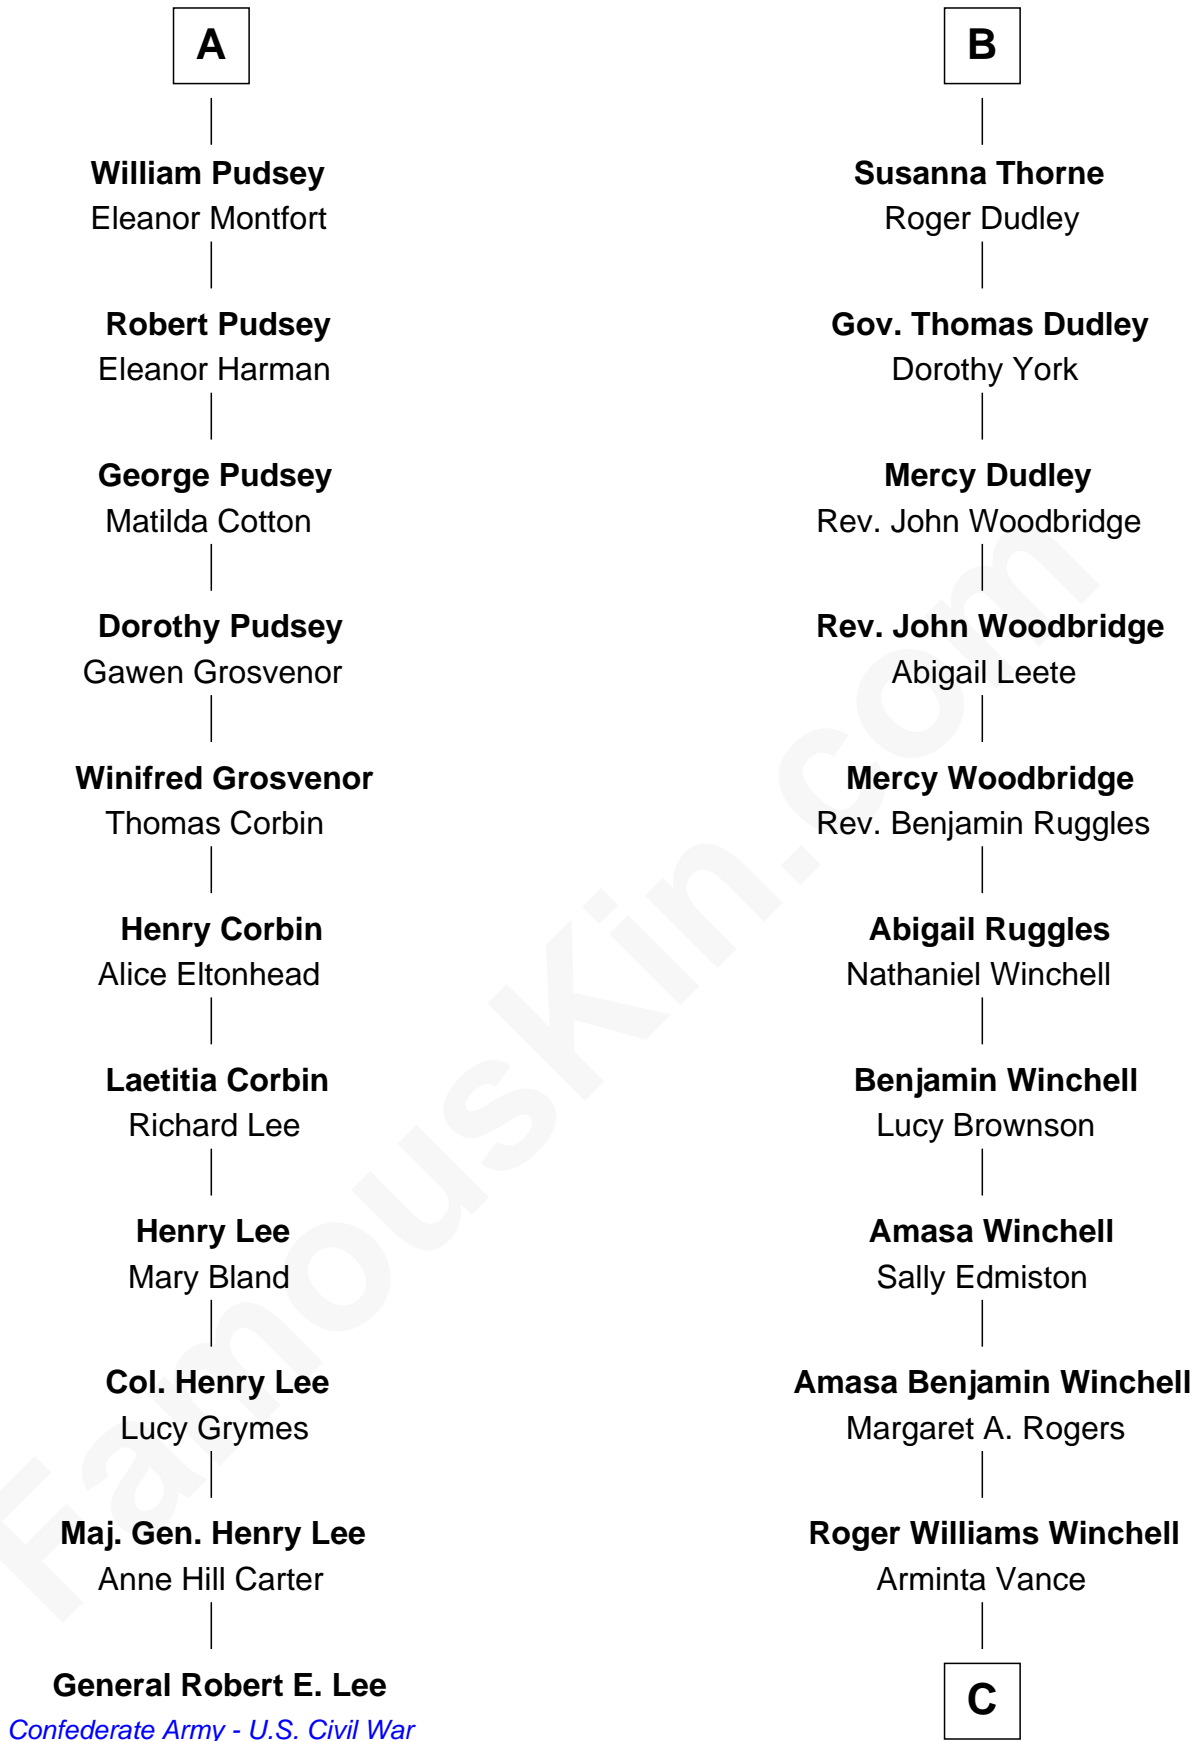 A
William Pudsey
Eleanor Montfort
Robert Pudsey
Eleanor Harman
George Pudsey
Matilda Cotton
Dorothy Pudsey
Gawen Grosvenor
Winifred Grosvenor
Thomas Corbin
Henry Corbin
Alice Eltonhead
Laetitia Corbin
Richard Lee
Henry Lee
Mary Bland
Col. Henry Lee
Lucy Grymes
Maj. Gen. Henry Lee
Anne Hill Carter
General Robert E. Lee
Confederate Army - U.S. Civil War
B
Susanna Thorne
Roger Dudley
Gov. Thomas Dudley
Dorothy York
Mercy Dudley
Rev. John Woodbridge
Rev. John Woodbridge
Abigail Leete
Mercy Woodbridge
Rev. Benjamin Ruggles
Abigail Ruggles
Nathaniel Winchell
Benjamin Winchell
Lucy Brownson
Amasa Winchell
Sally Edmiston
Amasa Benjamin Winchell
Margaret A. Rogers
Roger Williams Winchell
Arminta Vance
C
FamousKin.com